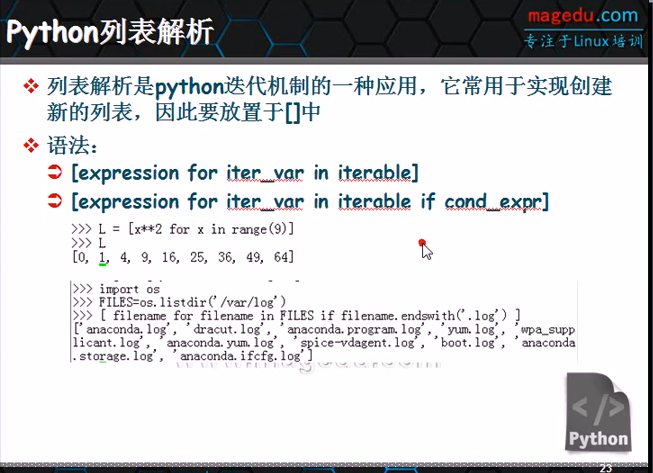 Python列表解析
magedu.com
专注于Linux培训
列表解析是python迭代机制的一种应用，它常用于实现创建
新的列表，因此要放置于[]中
语法：
[expression for iter_var in iterable]
[expression for iter_var in iterable if cond_expr]
>>> L = [x**2 for x in range(9)]
>>> L
[0, 1, 4, 9, 16, 25, 36, 49, 64]
>>> import os
>>> FILES=os.listdir('/var/log')
>>> [ filename for filename in FILES if filename.endswith('.log') ]
['anaconda.log', 'dracut.log', 'anaconda.program.log', 'yum.log', 'wpa_supp
licant.log', 'anaconda.yum.log', 'spice-vdagent.log', 'boot.log', 'anaconda
.storage.log', 'anaconda.ifcfg.log']
www.magedu.com
</> 
Python
23